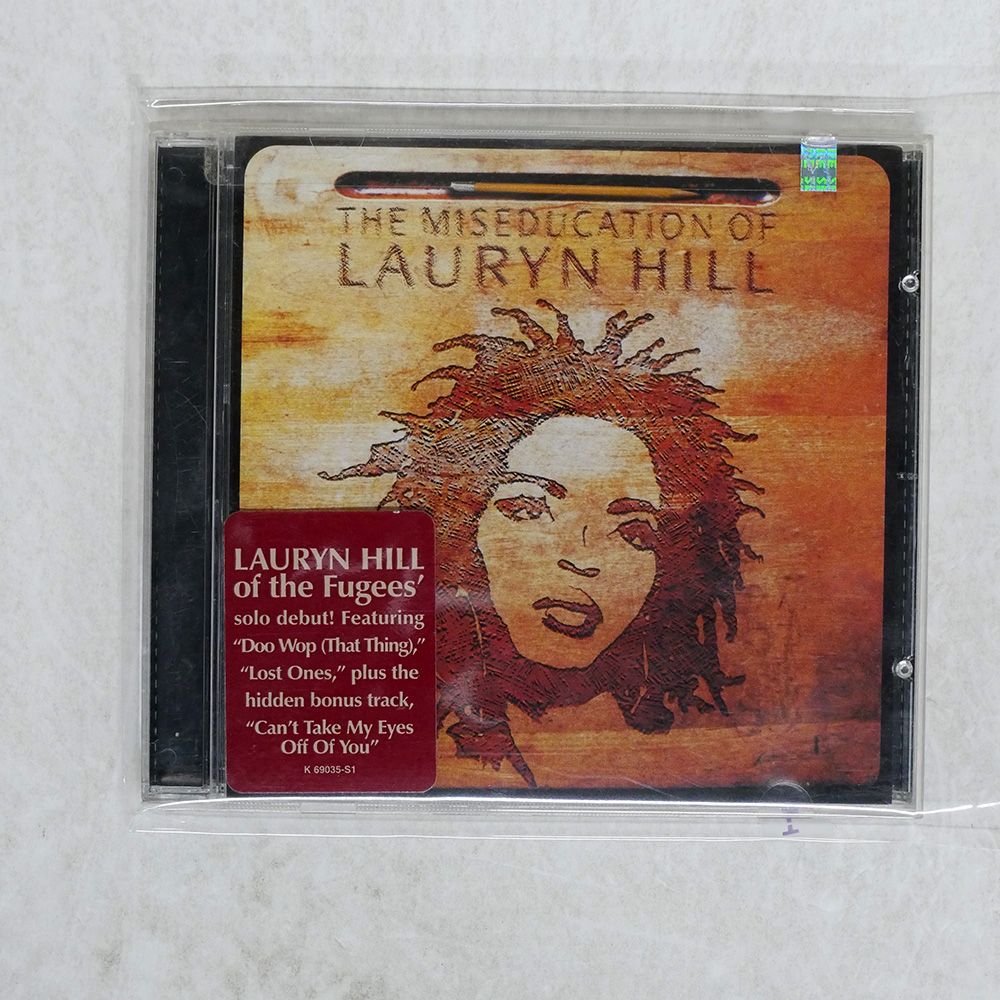 THE MISEDUCATION OF
LAURYN HILL
LAURYN HILL
of the Fugees'
solo debut! Featuring
“Doo Wop (That Thing),”
“Lost Ones,” plus the
hidden bonus track,
“Can't Take My Eyes
Off Of You”
K 69035-S1